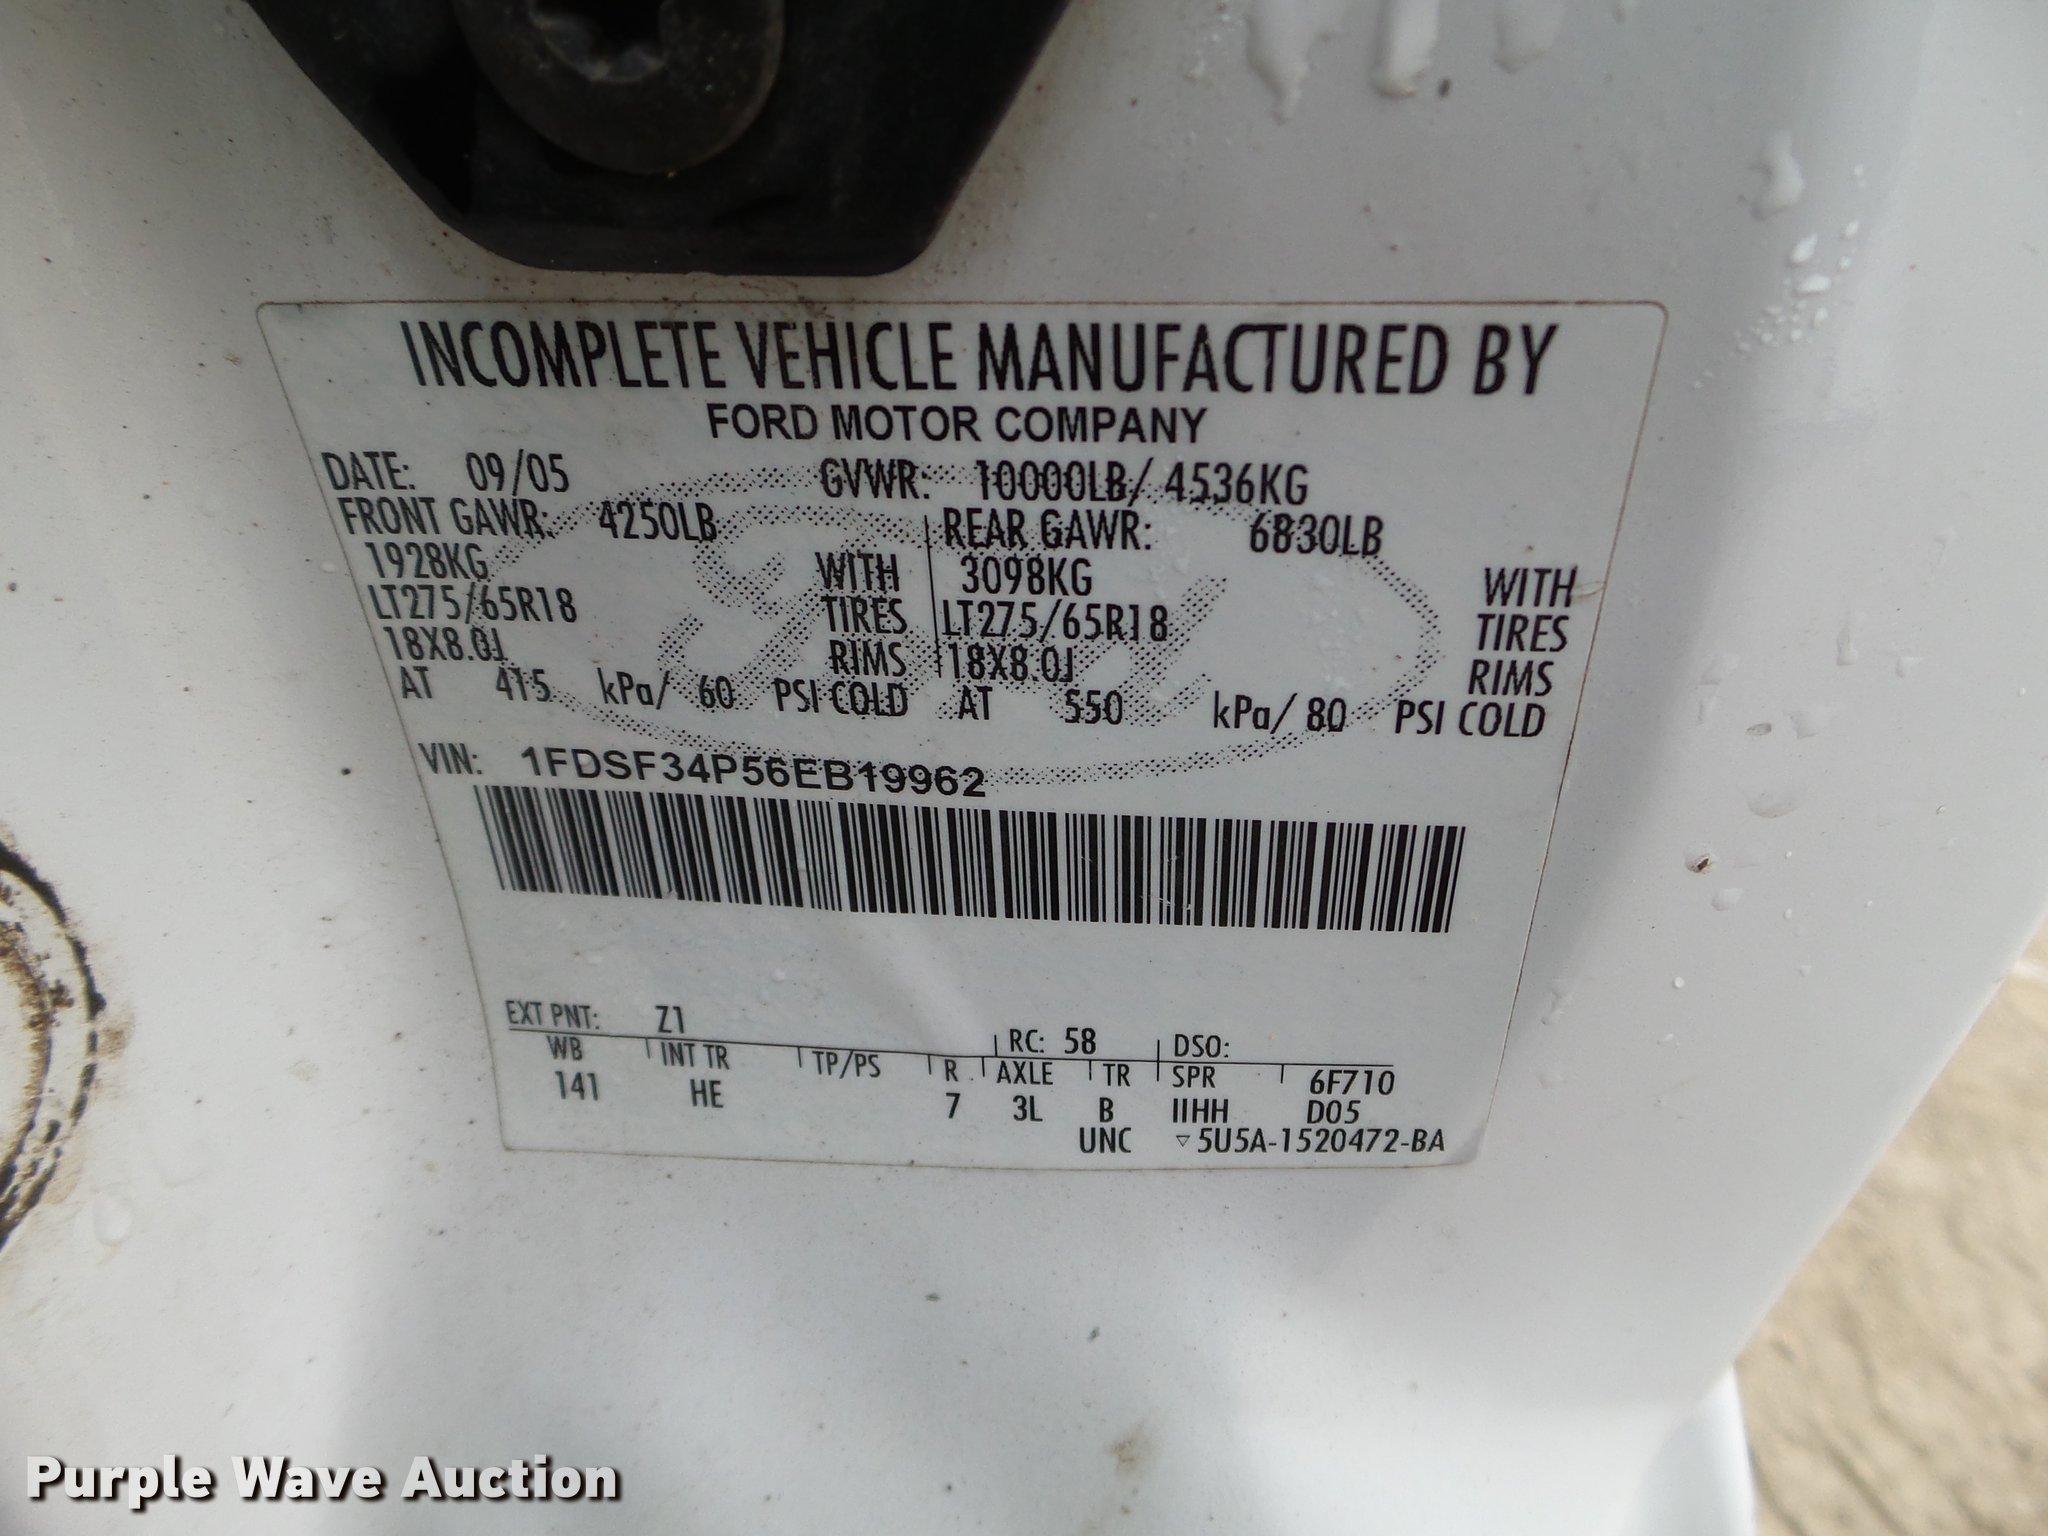 INCOMPLETE VEHICLE MANUFACTURED BY
FORD MOTOR COMPANY
DATE: 09/05 GVWR: 10000LB/ 4536KG
FRONT GAWR: 4250LB REAR GAWR: 6830LB
1928KG WITH 3098KG WITH
LT275/65R18 TIRES LT275/65R18 TIRES
18X8.0J RIMS 18X8.0J RIMS
AT 415 kPa/ 60 PSI COLD AT 550 kPa/ 80 PSI COLD
VIN: 1FDSF34P56EB19962
EXT PNT: Z1 RC: 58 DSO:
WB INT TR TP/PS R AXLE TR SPR 6F710
141 HE 7 3L B IIHH D05
UNC ▽5U5A-1520472-BA
Purple Wave Auction